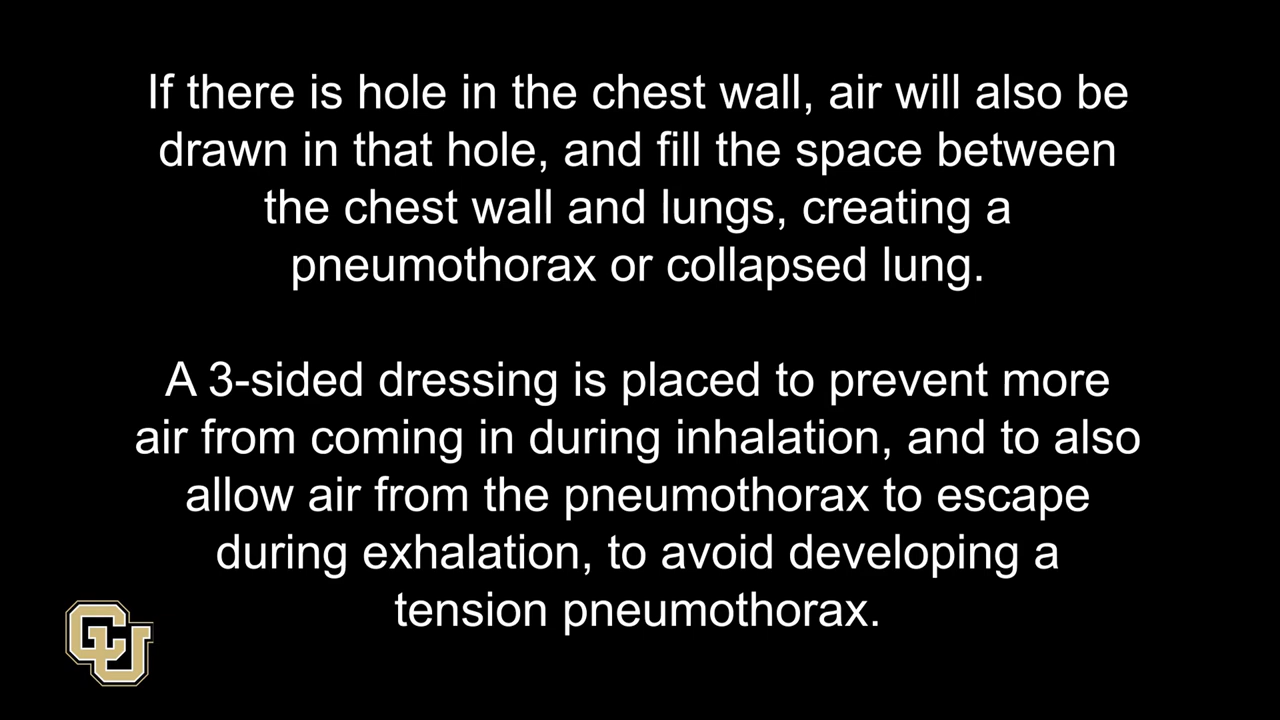 If there is hole in the chest wall, air will also be
drawn in that hole, and fill the space between
the chest wall and lungs, creating a
pneumothorax or collapsed lung.
A 3-sided dressing is placed to prevent more
air from coming in during inhalation, and to also
allow air from the pneumothorax to escape
during exhalation, to avoid developing a
tension pneumothorax.
CU